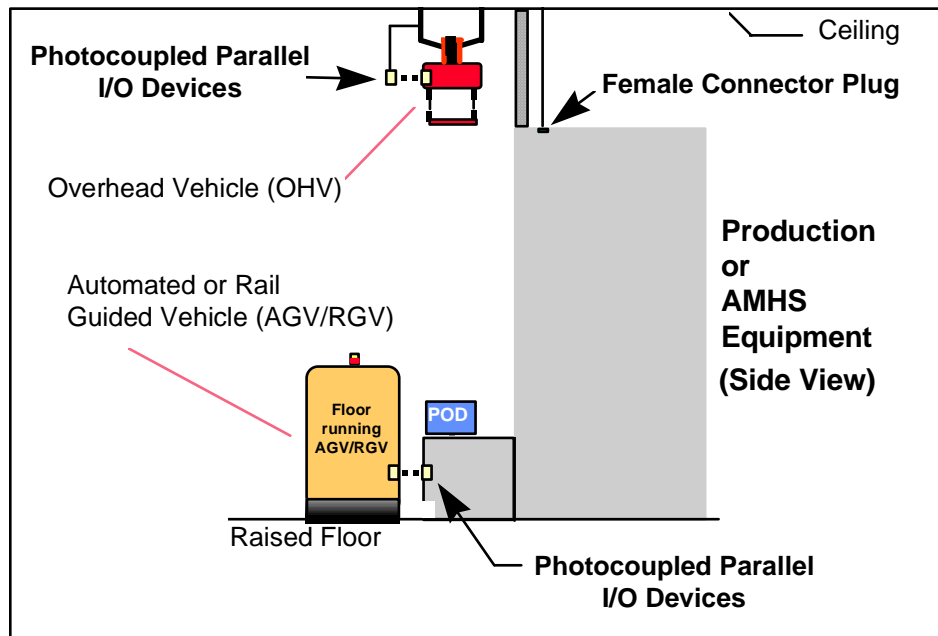 Ceiling
Photocoupled Parallel
I/O Devices
Female Connector Plug
Overhead Vehicle (OHV)
Production
or
AMHS
Equipment
(Side View)
Automated or Rail
Guided Vehicle (AGV/RGV)
POD
Floor
running
AGV/RGV
Raised Floor
Photocoupled Parallel
I/O Devices